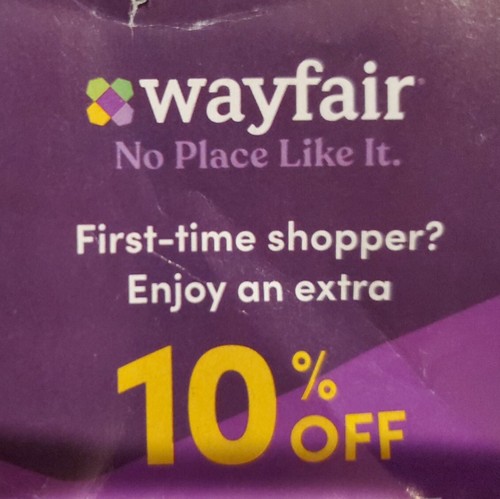 wayfair
No Place Like It.
First-time shopper?
Enjoy an extra
10% OFF